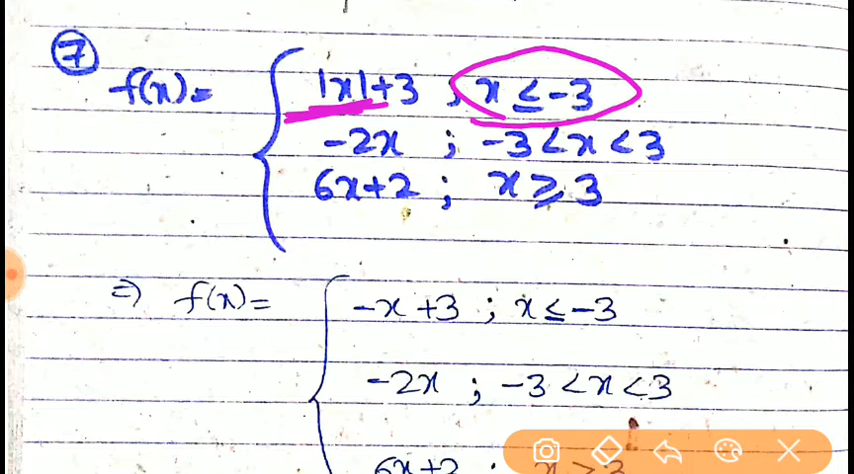 ⑦
f(x)= { |x|+3 ; x ≤ -3
-2x ; -3 < x < 3
6x+2 ; x ≥ 3
⇒ f(x)= { -x +3 ; x ≤ -3
-2x ; -3 < x < 3